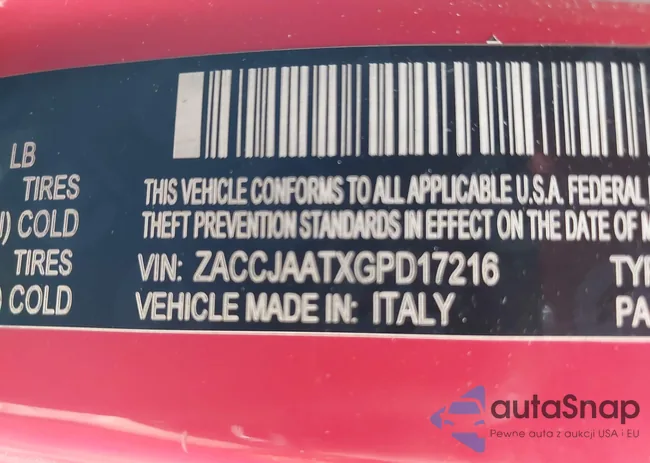 LB
TIRES
COLD
TIRES
COLD
THIS VEHICLE CONFORMS TO ALL APPLICABLE U.S.A. FEDERAL
THEFT PREVENTION STANDARDS IN EFFECT ON THE DATE OF
VIN: ZACCJAATXGPD17216
VEHICLE MADE IN: ITALY
autaSnap
Pewne auta z aukcji USA i EU